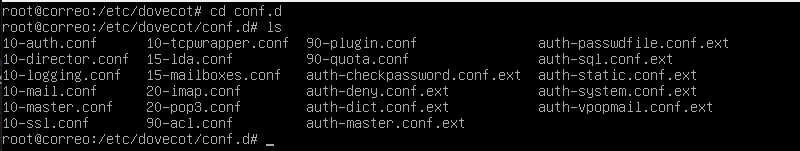 root@correo:/etc/dovecot# cd conf.d
root@correo:/etc/dovecot/conf.d# ls
10-auth.conf 10-tcpwrapper.conf 90-plugin.conf auth-passwdfile.conf.ext
10-director.conf 15-lda.conf 90-quota.conf auth-sql.conf.ext
10-logging.conf 15-mailboxes.conf auth-checkpassword.conf.ext auth-static.conf.ext
10-mail.conf 20-imap.conf auth-deny.conf.ext auth-system.conf.ext
10-master.conf 20-pop3.conf auth-dict.conf.ext auth-vpopmail.conf.ext
10-ssl.conf 90-acl.conf auth-master.conf.ext
root@correo:/etc/dovecot/conf.d# _